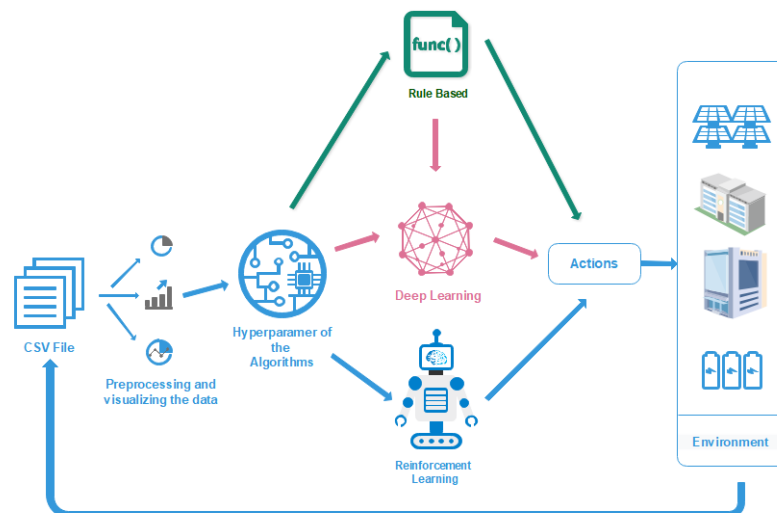 func( )
Rule Based
Actions
Deep Learning
CSV File
Hyperparamer of
the
Algorithms
Preprocessing and
visualizing the data
Reinforcement
Learning
Environment